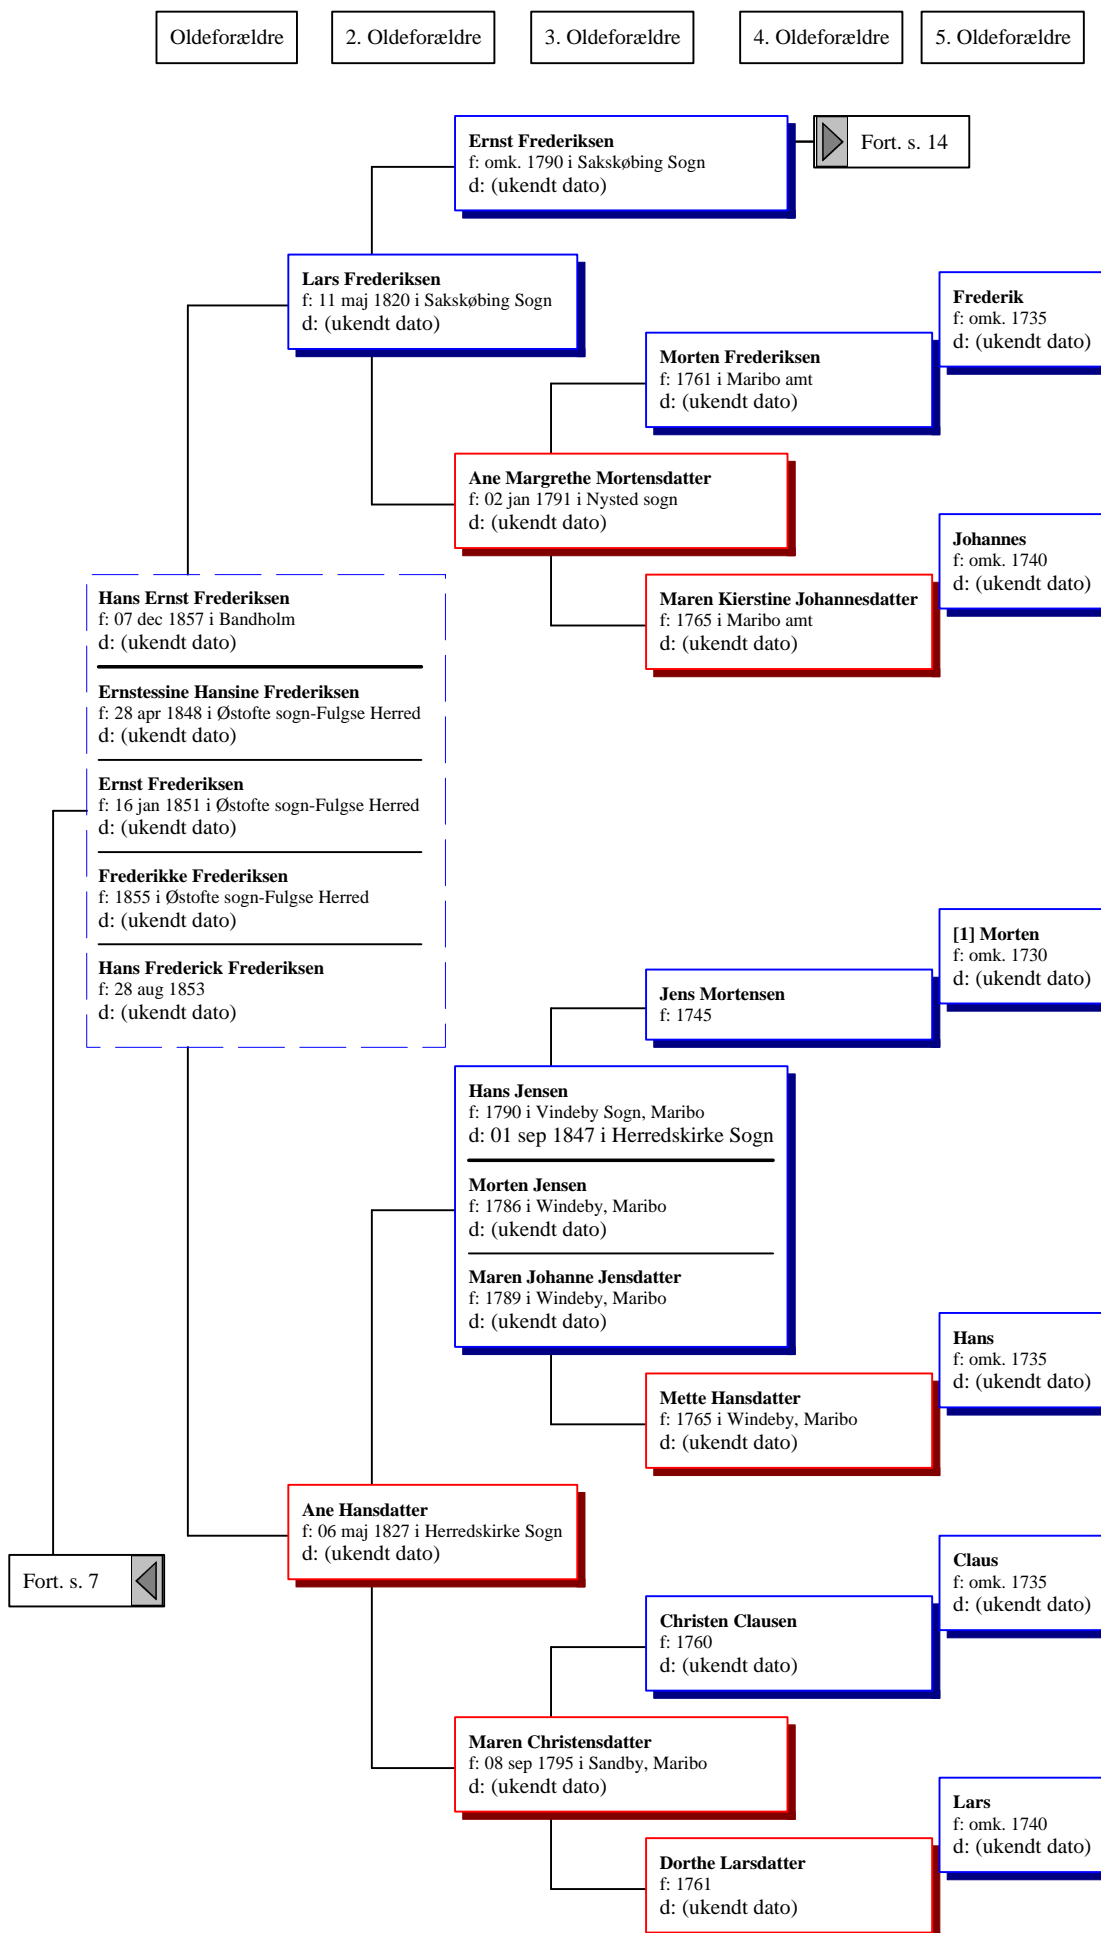 Oldeforældre
2. Oldeforældre
3. Oldeforældre
4. Oldeforældre
5. Oldeforældre
Ernst Frederiksen
f: omk. 1790 i Sakskøbing Sogn
d: (ukendt dato)
Fort. s. 14
Lars Frederiksen
f: 11 maj 1820 i Sakskøbing Sogn
d: (ukendt dato)
Frederik
f: omk. 1735
d: (ukendt dato)
Morten Frederiksen
f: 1761 i Maribo amt
d: (ukendt dato)
Ane Margrethe Mortensdatter
f: 02 jan 1791 i Nysted sogn
d: (ukendt dato)
Johannes
f: omk. 1740
d: (ukendt dato)
Maren Kierstine Johannesdatter
f: 1765 i Maribo amt
d: (ukendt dato)
Hans Ernst Frederiksen
f: 07 dec 1857 i Bandholm
d: (ukendt dato)
Ernstessine Hansine Frederiksen
f: 28 apr 1848 i Østofte sogn-Fulgse Herred
d: (ukendt dato)
Ernst Frederiksen
f: 16 jan 1851 i Østofte sogn-Fulgse Herred
d: (ukendt dato)
Frederikke Frederiksen
f: 1855 i Østofte sogn-Fulgse Herred
d: (ukendt dato)
Hans Frederick Frederiksen
f: 28 aug 1853
d: (ukendt dato)
[1] Morten
f: omk. 1730
d: (ukendt dato)
Jens Mortensen
f: 1745
Hans Jensen
f: 1790 i Vindeby Sogn, Maribo
d: 01 sep 1847 i Herredskirke Sogn
Morten Jensen
f: 1786 i Windeby, Maribo
d: (ukendt dato)
Maren Johanne Jensdatter
f: 1789 i Windeby, Maribo
d: (ukendt dato)
Hans
f: omk. 1735
d: (ukendt dato)
Mette Hansdatter
f: 1765 i Windeby, Maribo
d: (ukendt dato)
Ane Hansdatter
f: 06 maj 1827 i Herredskirke Sogn
d: (ukendt dato)
Fort. s. 7
Claus
f: omk. 1735
d: (ukendt dato)
Christen Clausen
f: 1760
d: (ukendt dato)
Maren Christensdatter
f: 08 sep 1795 i Sandby, Maribo
d: (ukendt dato)
Lars
f: omk. 1740
d: (ukendt dato)
Dorthe Larsdatter
f: 1761
d: (ukendt dato)